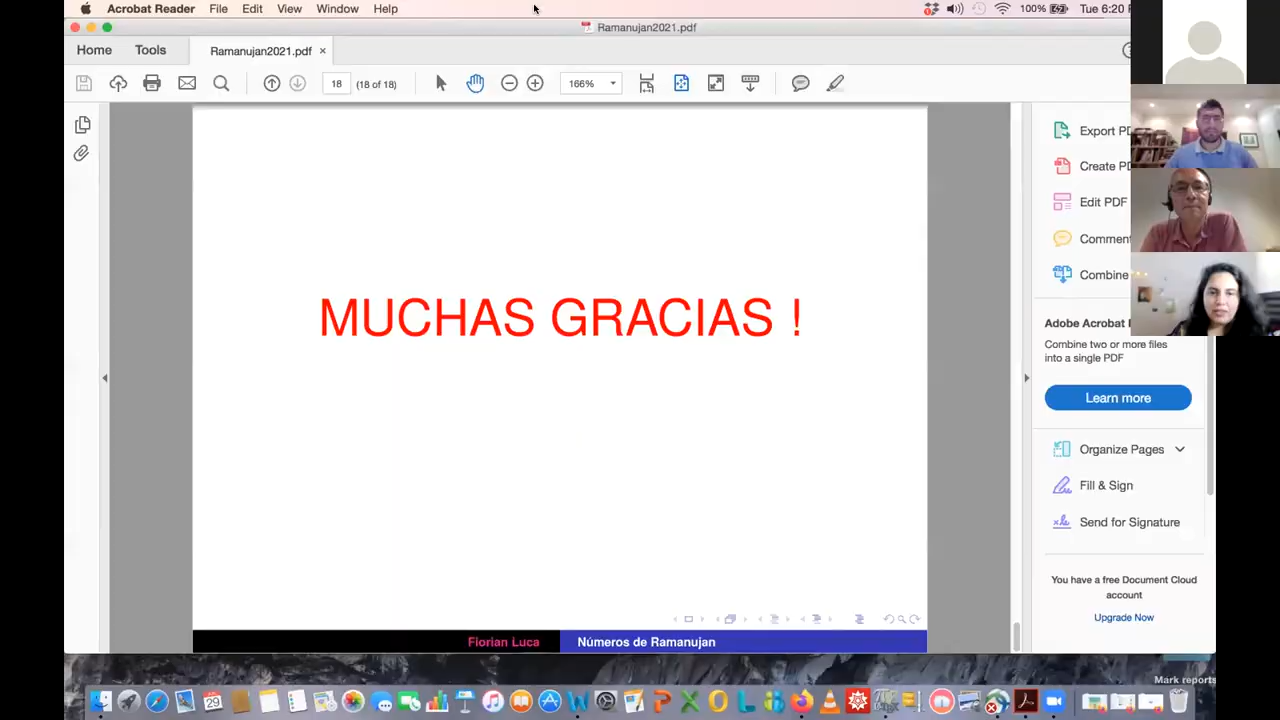 Acrobat Reader File Edit View Window Help 100% Tue 6:20
Ramanujan2021.pdf
Home Tools Ramanujan2021.pdf ×
18 (18 of 18) 166%
Export
Create
Edit PDF
Combine
MUCHAS GRACIAS !
Adobe Acrobat
Combine two or more files
into a single PDF
Learn more
Organize Pages
Fill & Sign
Send for Signature
You have a free Document Cloud
account
Upgrade Now
Florian Luca Números de Ramanujan
Mark reports
29